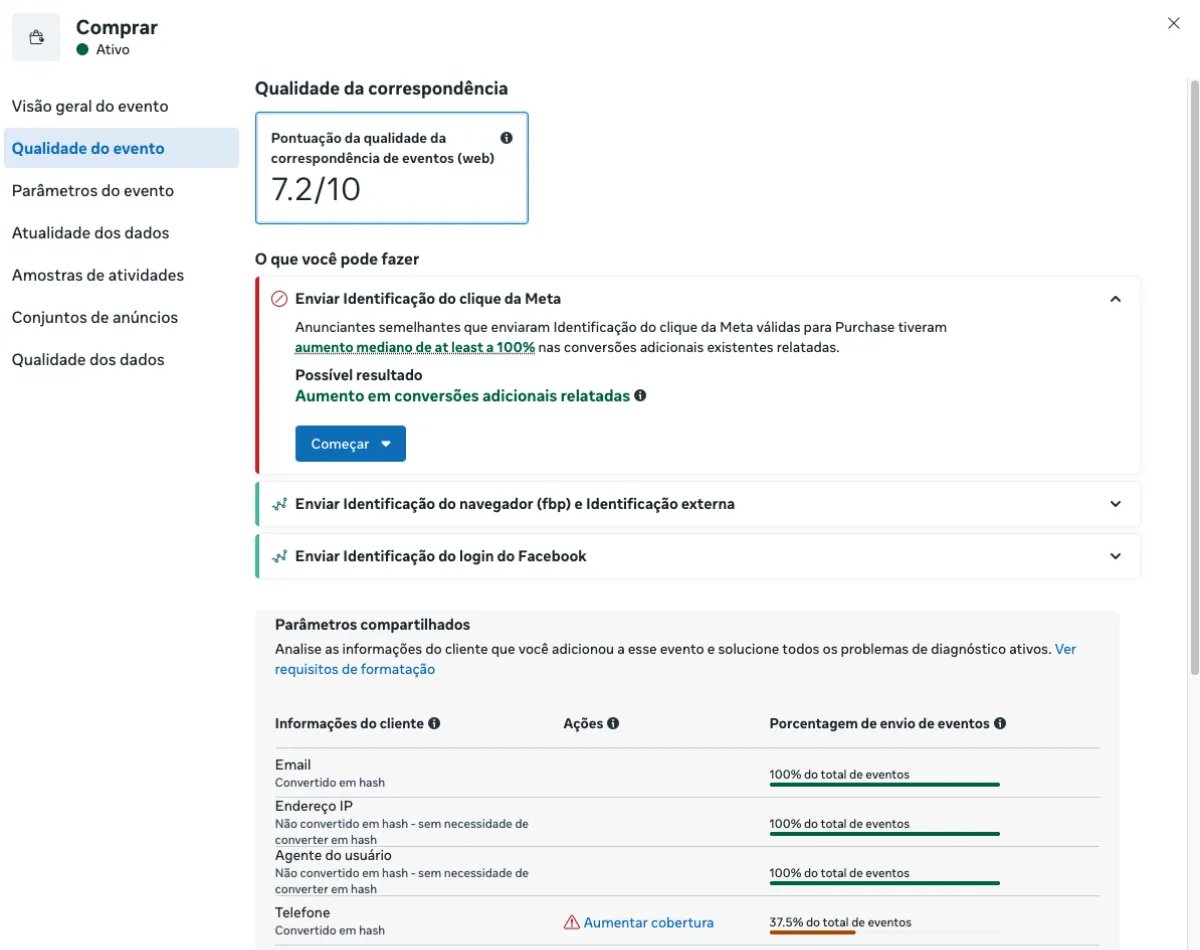 Comprar
Ativo
Visão geral do evento
Qualidade do evento
Parâmetros do evento
Atualidade dos dados
Amostras de atividades
Conjuntos de anúncios
Qualidade dos dados
Qualidade da correspondência
Pontuação da qualidade da
correspondência de eventos (web)
7.2/10
O que você pode fazer
Enviar Identificação do clique da Meta
Anunciantes semelhantes que enviaram Identificação do clique da Meta válidas para Purchase tiveram
aumento mediano de at least a 100% nas conversões adicionais existentes relatadas.
Possível resultado
Aumento em conversões adicionais relatadas
Começar
Enviar Identificação do navegador (fbp) e Identificação externa
Enviar Identificação do login do Facebook
Parâmetros compartilhados
Analise as informações do cliente que você adicionou a esse evento e solucione todos os problemas de diagnóstico ativos. Ver
requisitos de formatação
Informações do cliente Ações Porcentagem de envio de eventos
Email
Convertido em hash
100% do total de eventos
Endereço IP
Não convertido em hash - sem necessidade de
converter em hash
100% do total de eventos
Agente do usuário
Não convertido em hash - sem necessidade de
converter em hash
100% do total de eventos
Telefone
Convertido em hash
Aumentar cobertura
37.5% do total de eventos